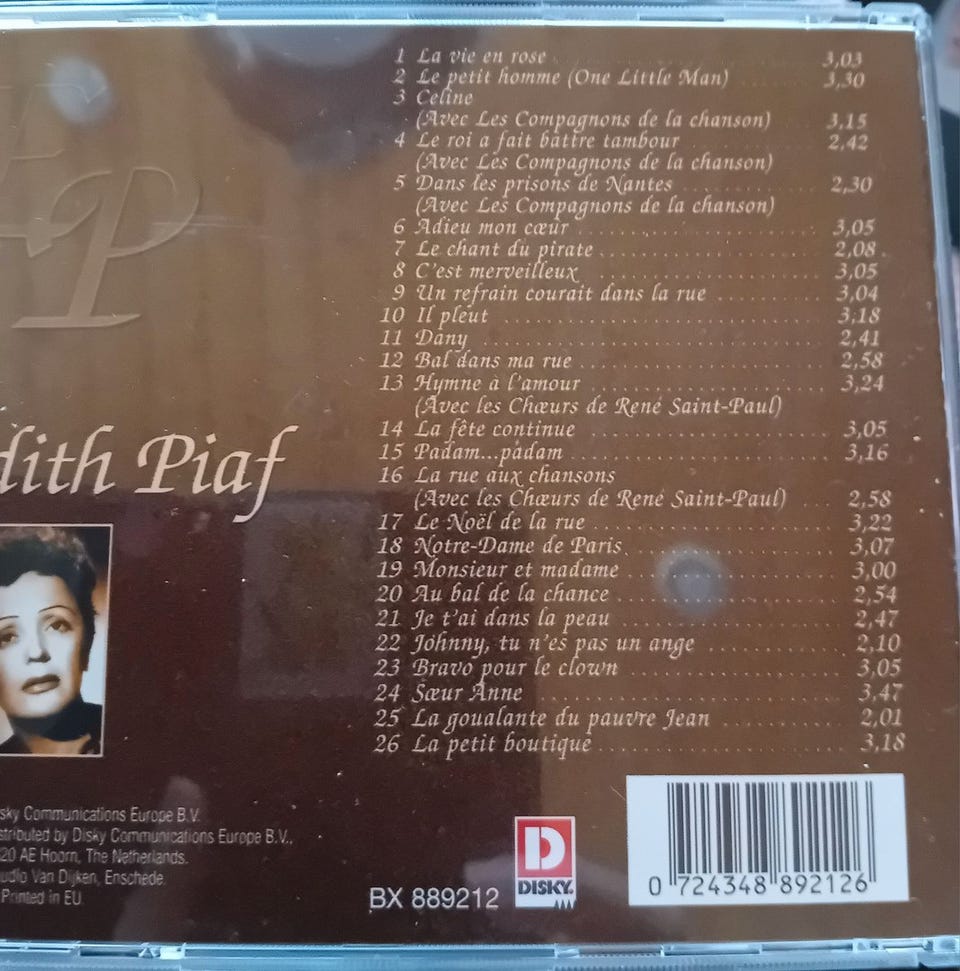 EP
1 La vie en rose 3,03
2 Le petit homme (One Little Man) 3,30
3 Celine
(Avec Les Compagnons de la chanson) 3,15
4 Le roi a fait battre tambour 2,42
(Avec Les Compagnons de la chanson)
5 Dans les prisons de Nantes 2,30
(Avec Les Compagnons de la chanson)
6 Adieu mon cœur 3,05
7 Le chant du pirate 2,08
8 C'est merveilleux 3,05
9 Un refrain courait dans la rue 3,04
10 Il pleut 3,18
11 Dany 2,41
12 Bal dans ma rue 2,58
13 Hymne à l'amour 3,24
(Avec les Chœurs de René Saint-Paul)
14 La fête continue 3,05
15 Padam...padam 3,16
16 La rue aux chansons
(Avec les Chœurs de René Saint-Paul) 2,58
17 Le Noël de la rue 3,22
18 Notre-Dame de Paris 3,07
19 Monsieur et madame 3,00
20 Au bal de la chance 2,54
21 Je t'ai dans la peau 2,47
22 Johnny, tu n'es pas un ange 2,10
23 Bravo pour le clown 3,05
24 Sœur Anne 3,47
25 La goualante du pauvre Jean 2,01
26 La petit boutique 3,18
dith Piaf
sky Communications Europe B.V.
stributed by Disky Communications Europe B.V.,
20 AE Hoorn, The Netherlands.
udio Van Dijken, Enschede.
Printed in EU
BX 889212
D
DISKY
0 724348 892126